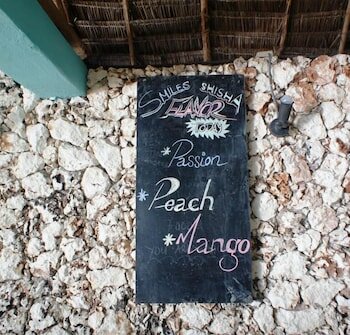 SMILES SHISHA
FLAVOR
TODAY
* Passion
* Peach
* Mango